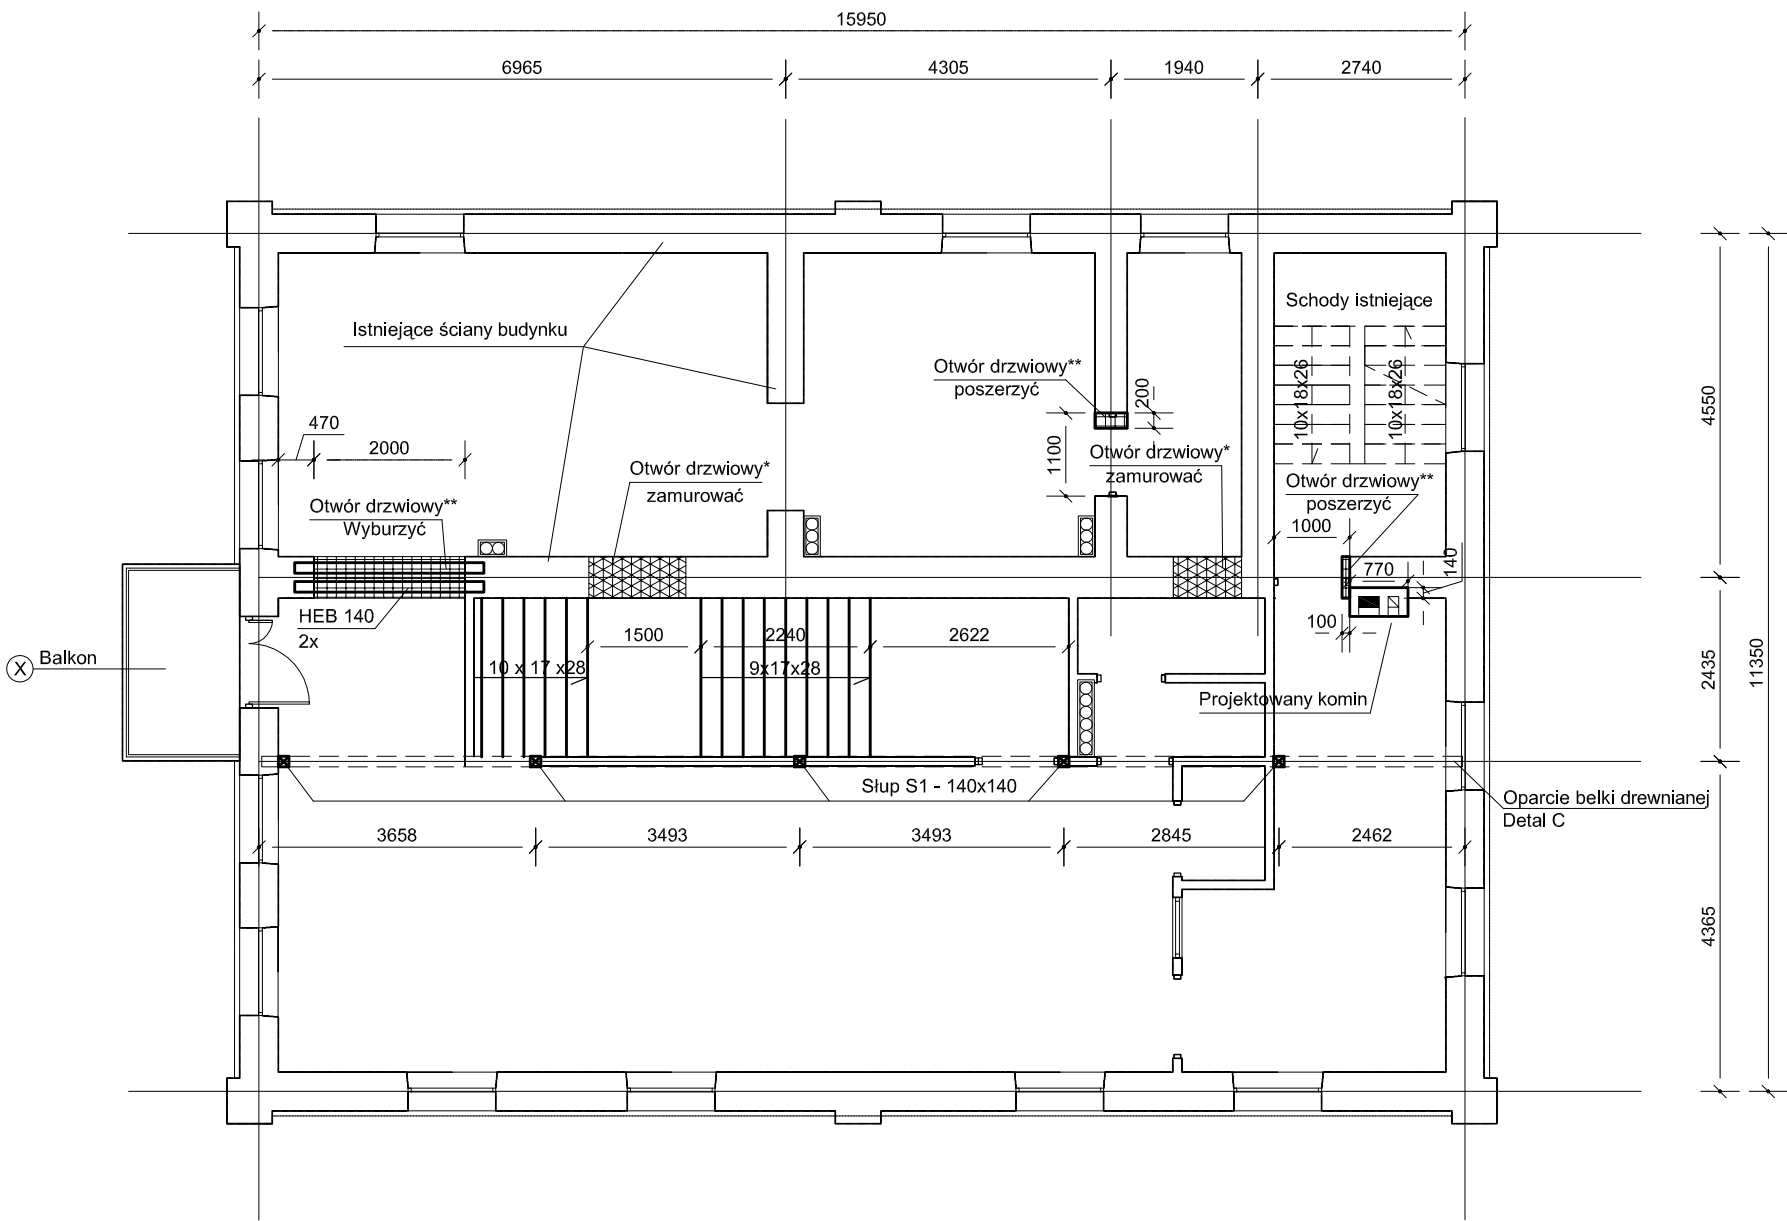 15950
6965
4305
1940
2740
Schody istniejące
Istniejące ściany budynku
Otwór drzwiowy**
poszerzyć
200
10x18x26
10x18x26
4550
470
2000
1100
Otwór drzwiowy*
zamurować
Otwór drzwiowy*
zamurować
Otwór drzwiowy**
poszerzyć
Otwór drzwiowy**
Wyburzyć
1000
770
140
HEB 140
2x
1500
2240
2622
100
X
Balkon
10 x 17 x28
9x17x28
Projektowany komin
2435
11350
Słup S1 - 140x140
Oparcie belki drewnianej
Detal C
3658
3493
3493
2845
2462
4365